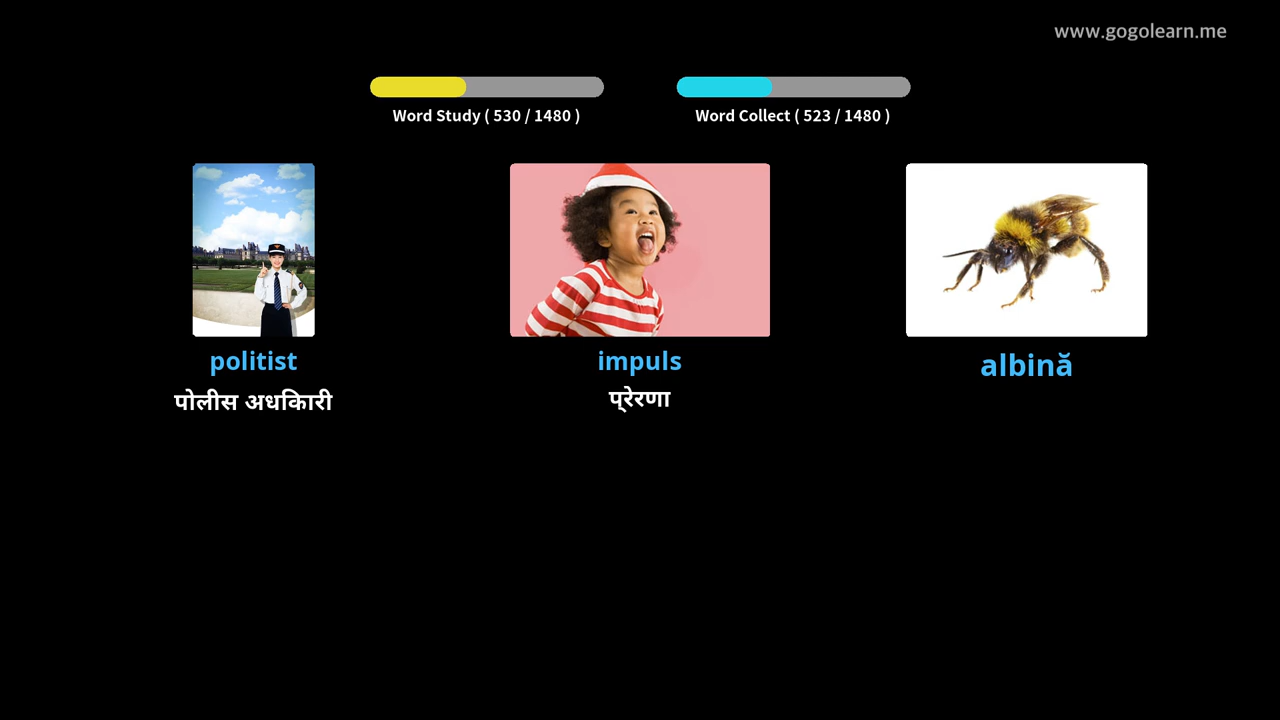 www.gogolearn.me
Word Study ( 530 / 1480 )
Word Collect ( 523 / 1480 )
politist
impuls
albină
पोलीस अधिकारी
प्रेरणा